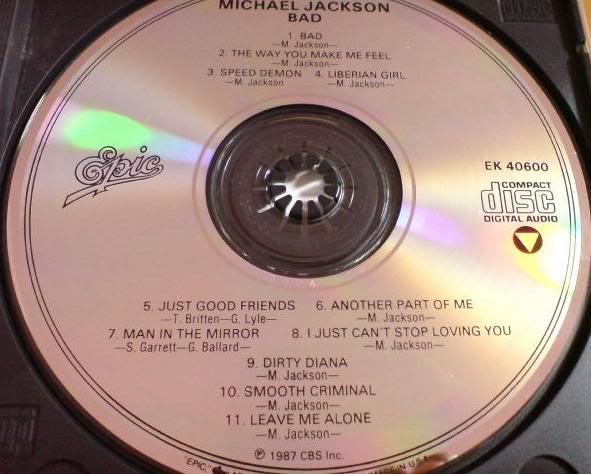 MICHAEL JACKSON
BAD
1. BAD
—M. Jackson—
2. THE WAY YOU MAKE ME FEEL
—M. Jackson—
3. SPEED DEMON 4. LIBERIAN GIRL
—M. Jackson —M. Jackson—
Epic
EK 40600
COMPACT
disc
DIGITAL AUDIO
5. JUST GOOD FRIENDS 6. ANOTHER PART OF ME
—T. Britten—G. Lyle— —M. Jackson—
7. MAN IN THE MIRROR 8. I JUST CAN'T STOP LOVING YOU
—S. Garrett—G. Ballard— —M. Jackson—
9. DIRTY DIANA
—M. Jackson—
10. SMOOTH CRIMINAL
—M. Jackson—
11. LEAVE ME ALONE
—M. Jackson—
℗ 1987 CBS Inc.
"EPIC," MADE IN U.S.A.